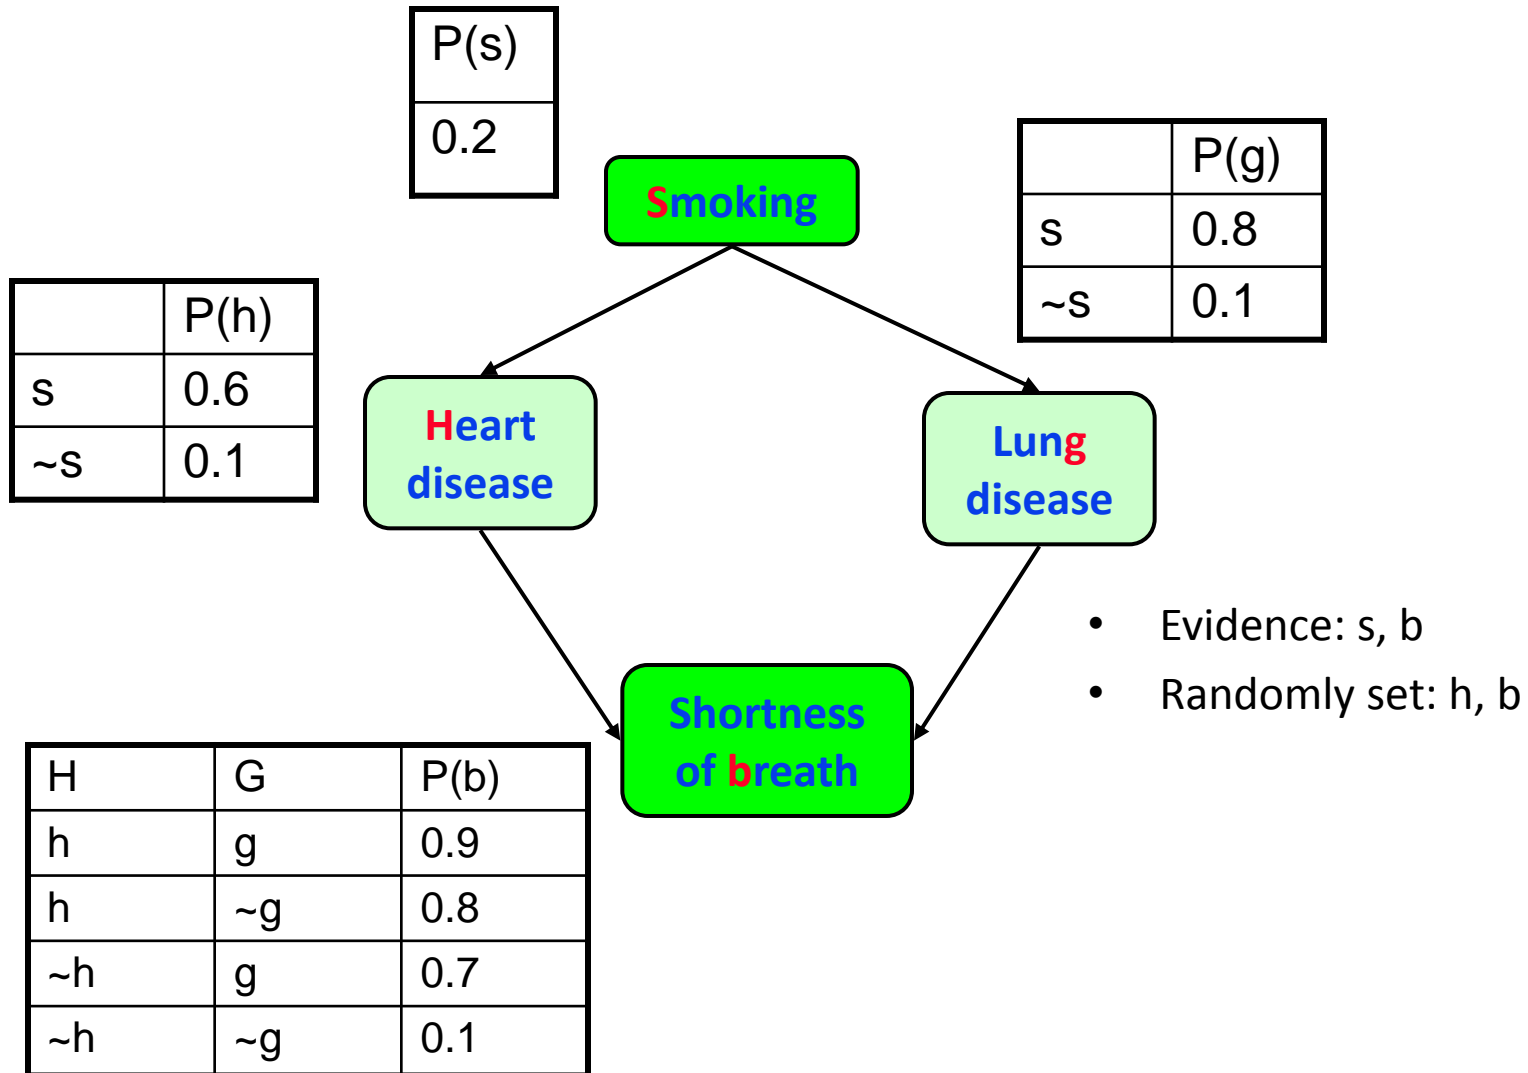 P(s)
0.2
Smoking
P(g)
s 0.8
~s 0.1
P(h)
s 0.6
~s 0.1
Heart
disease
Lung
disease
• Evidence: s, b
• Randomly set: h, b
Shortness
of breath
H G P(b)
h g 0.9
h ~g 0.8
~h g 0.7
~h ~g 0.1